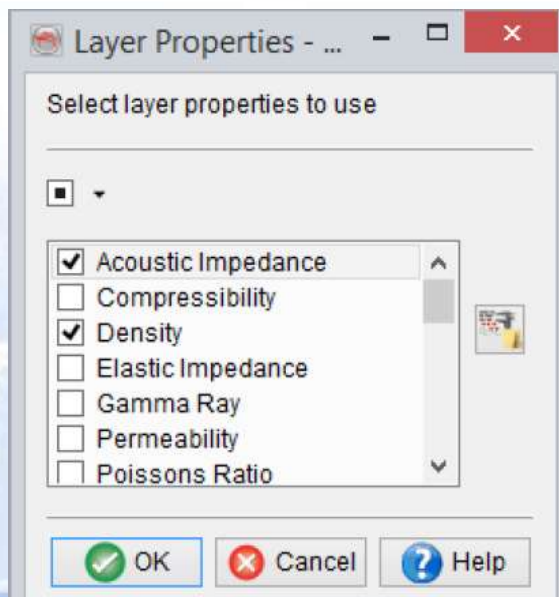 Layer Properties - ...
Select layer properties to use
Acoustic Impedance
Compressibility
Density
Elastic Impedance
Gamma Ray
Permeability
Poissons Ratio
OK Cancel Help